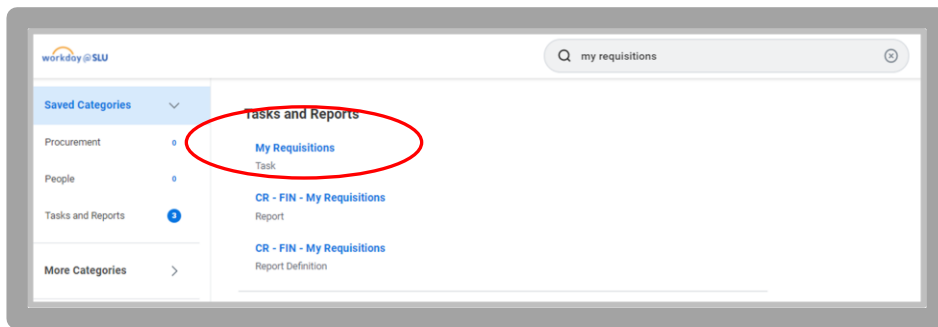 workday @ SLU
my requisitions
Saved Categories
Procurement 0
People 0
Tasks and Reports 3
More Categories
Tasks and Reports
My Requisitions
Task
CR - FIN - My Requisitions
Report
CR - FIN - My Requisitions
Report Definition